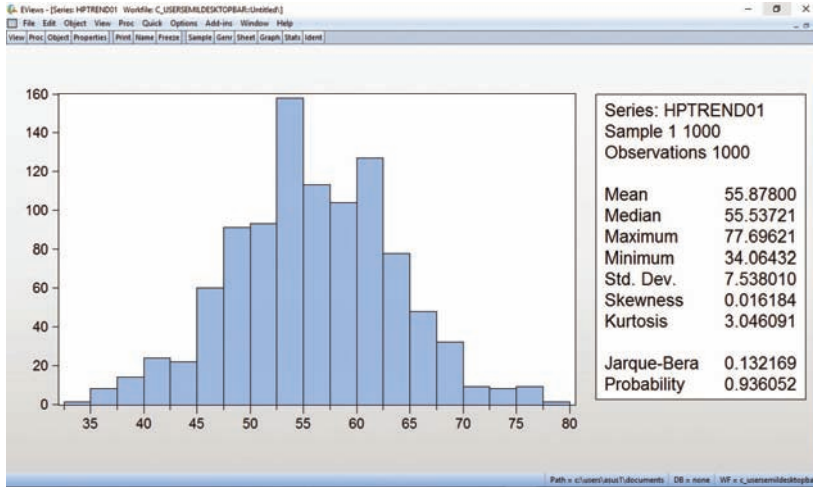 EViews - [Series: HPTREND01 Workfile: C_USERSEMILDESKTOPBAR::Untitled\]
File Edit Object View Proc Quick Options Add-ins Window Help
View Proc Object Properties Print Name Freeze Sample Genr Sheet Graph Stats Ident
160
140
120
100
80
60
40
20
0
35 40 45 50 55 60 65 70 75 80
Series: HPTREND01
Sample 1 1000
Observations 1000
Mean 55.87800
Median 55.53721
Maximum 77.69621
Minimum 34.06432
Std. Dev. 7.538010
Skewness 0.016184
Kurtosis 3.046091
Jarque-Bera 0.132169
Probability 0.936052
Path = c:\users\asus1\documents DB = none WF = c_usersemildesktopba